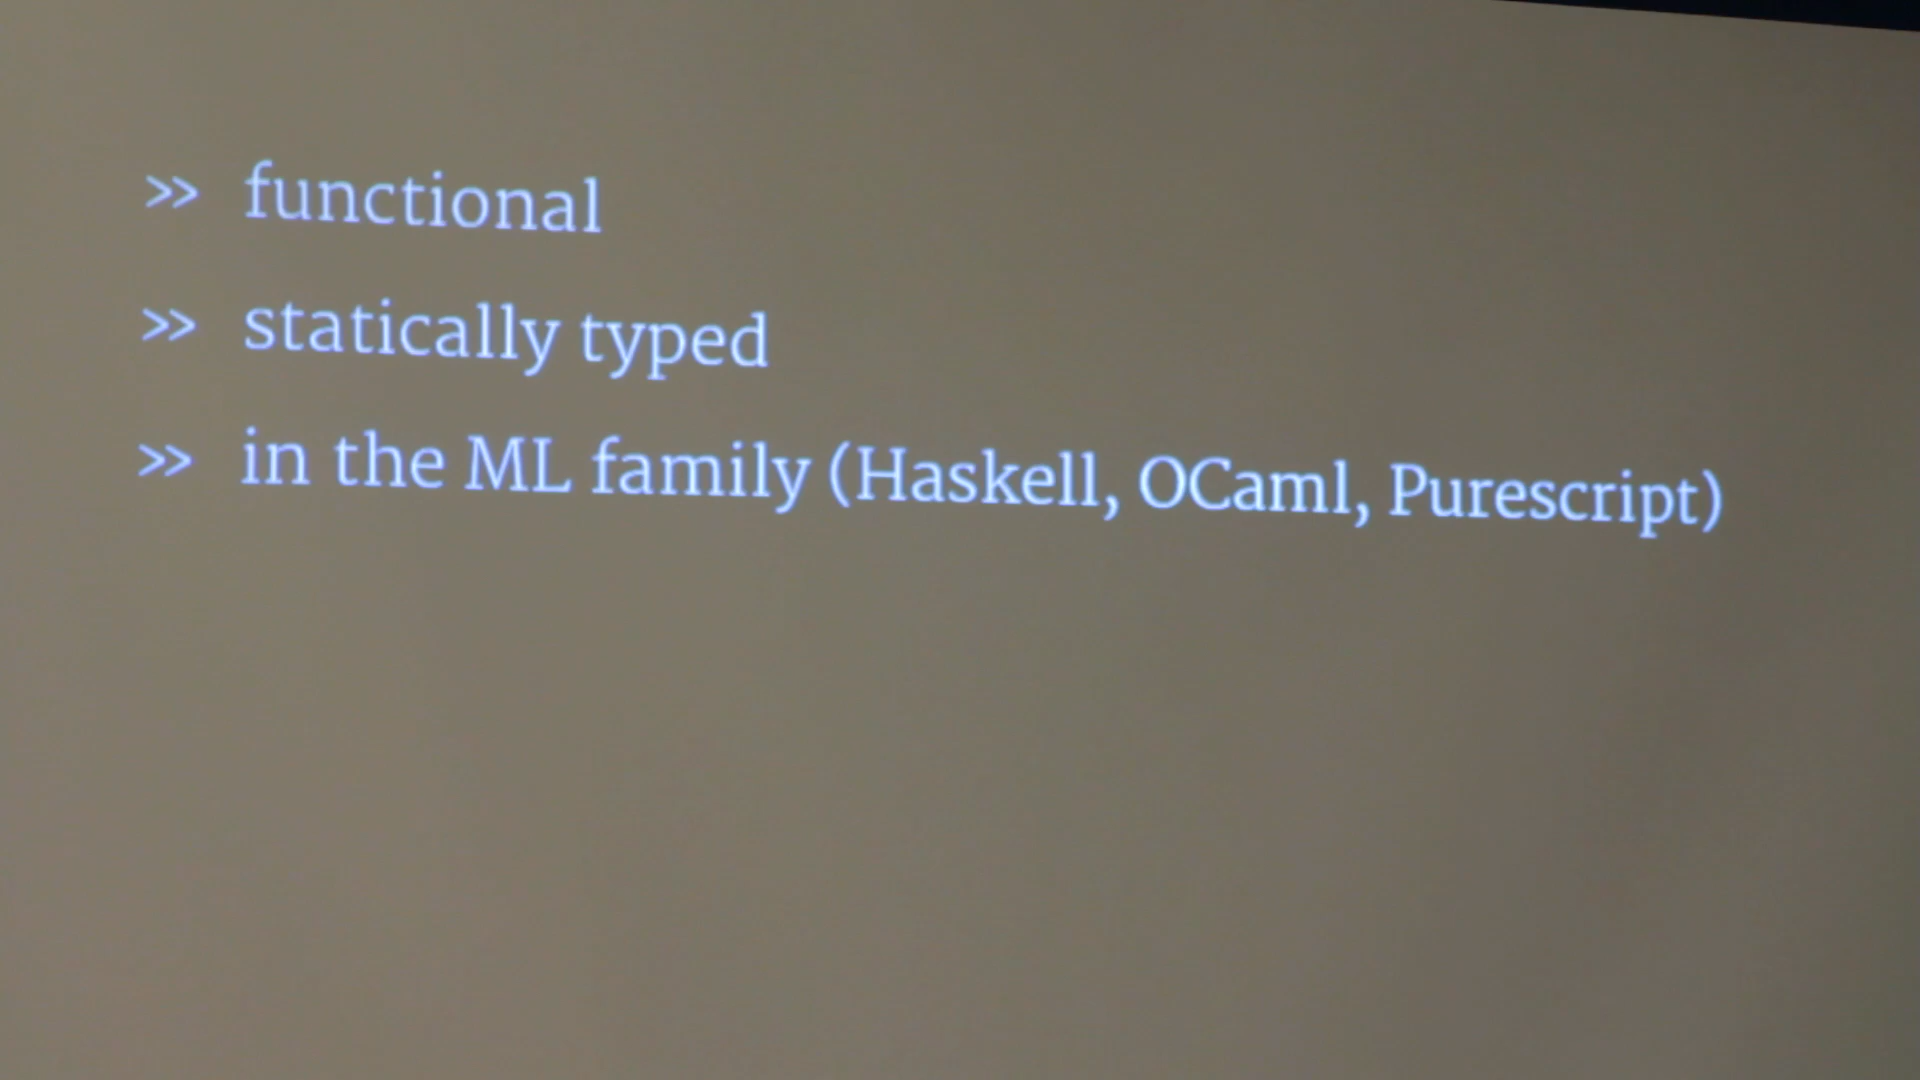 » functional
» statically typed
» in the ML family (Haskell, OCaml, Purescript)